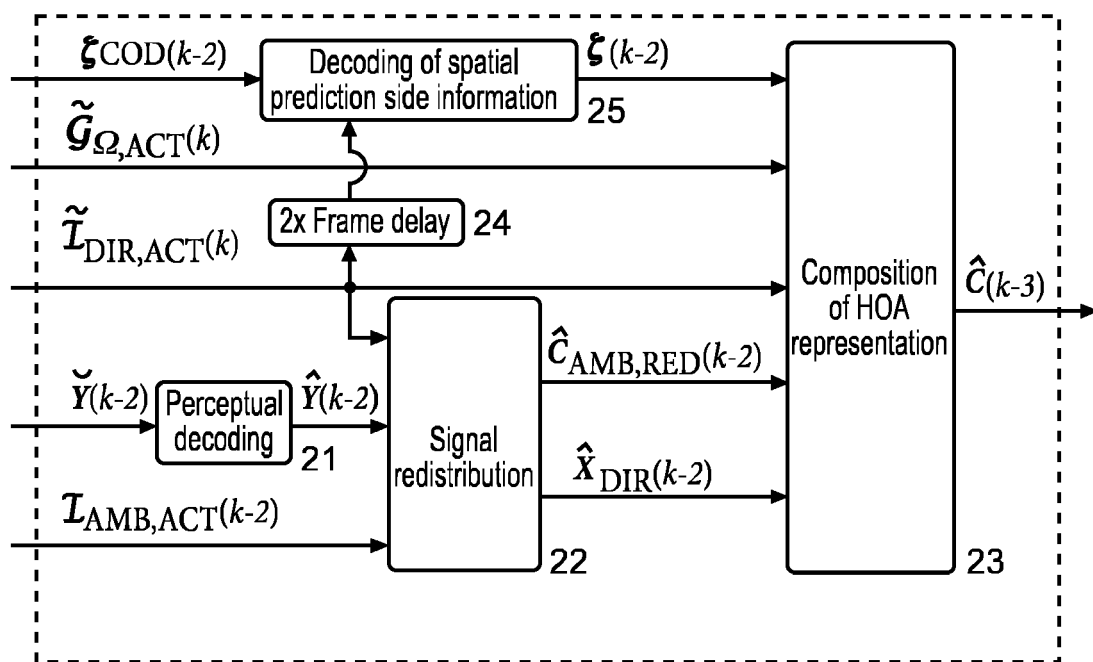 ζCOD(k-2)
Decoding of spatial
prediction side information
ζ(k-2)
25
G̃Ω,ACT(k)
2x Frame delay
24
ĨDIR,ACT(k)
Composition
of HOA
representation
Ĉ(k-3)
ĈAMB,RED(k-2)
Y̆(k-2)
Perceptual
decoding
Ŷ(k-2)
21
Signal
redistribution
X̂DIR(k-2)
IAMB,ACT(k-2)
22
23